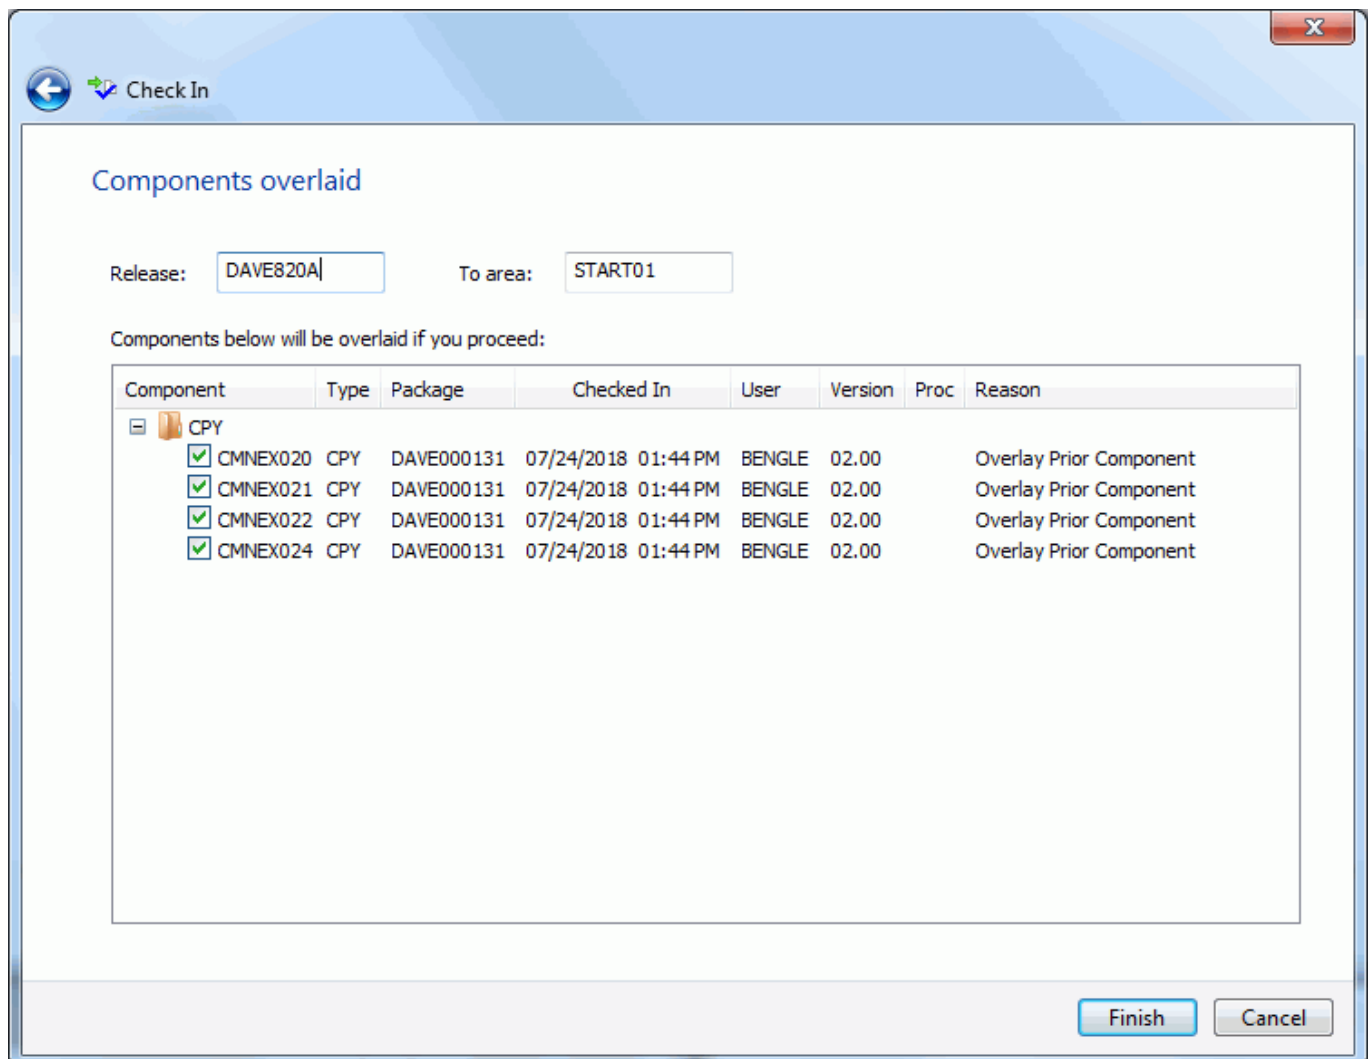 Check In
Components overlaid
Release: DAVE820A To area: START01
Components below will be overlaid if you proceed:
Component Type Package Checked In User Version Proc Reason
CPY
CMNEX020 CPY DAVE000131 07/24/2018 01:44 PM BENGLE 02.00 Overlay Prior Component
CMNEX021 CPY DAVE000131 07/24/2018 01:44 PM BENGLE 02.00 Overlay Prior Component
CMNEX022 CPY DAVE000131 07/24/2018 01:44 PM BENGLE 02.00 Overlay Prior Component
CMNEX024 CPY DAVE000131 07/24/2018 01:44 PM BENGLE 02.00 Overlay Prior Component
Finish Cancel